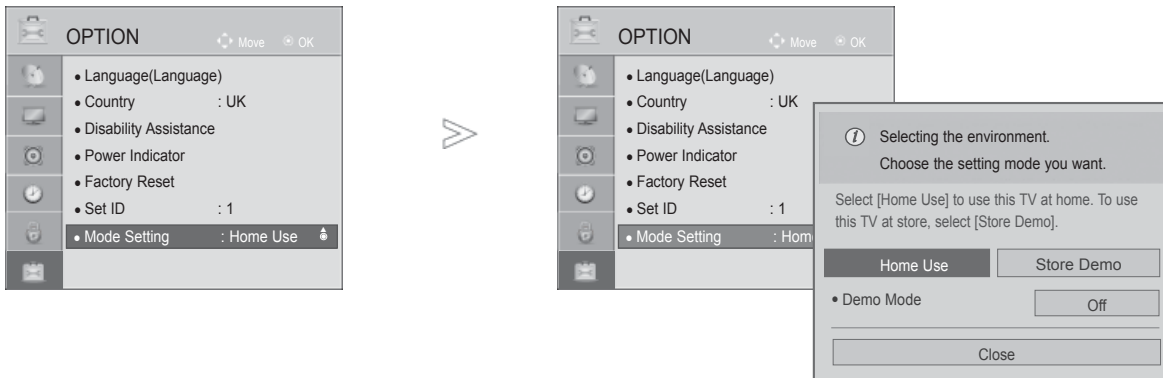 OPTION
Move OK
• Language(Language)
• Country : UK
• Disability Assistance
• Power Indicator
• Factory Reset
• Set ID : 1
• Mode Setting : Home Use
OPTION
Move OK
• Language(Language)
• Country : UK
• Disability Assistance
• Power Indicator
• Factory Reset
• Set ID : 1
• Mode Setting : Hom
i Selecting the environment.
Choose the setting mode you want.
Select [Home Use] to use this TV at home. To use
this TV at store, select [Store Demo].
Home Use Store Demo
• Demo Mode Off
Close